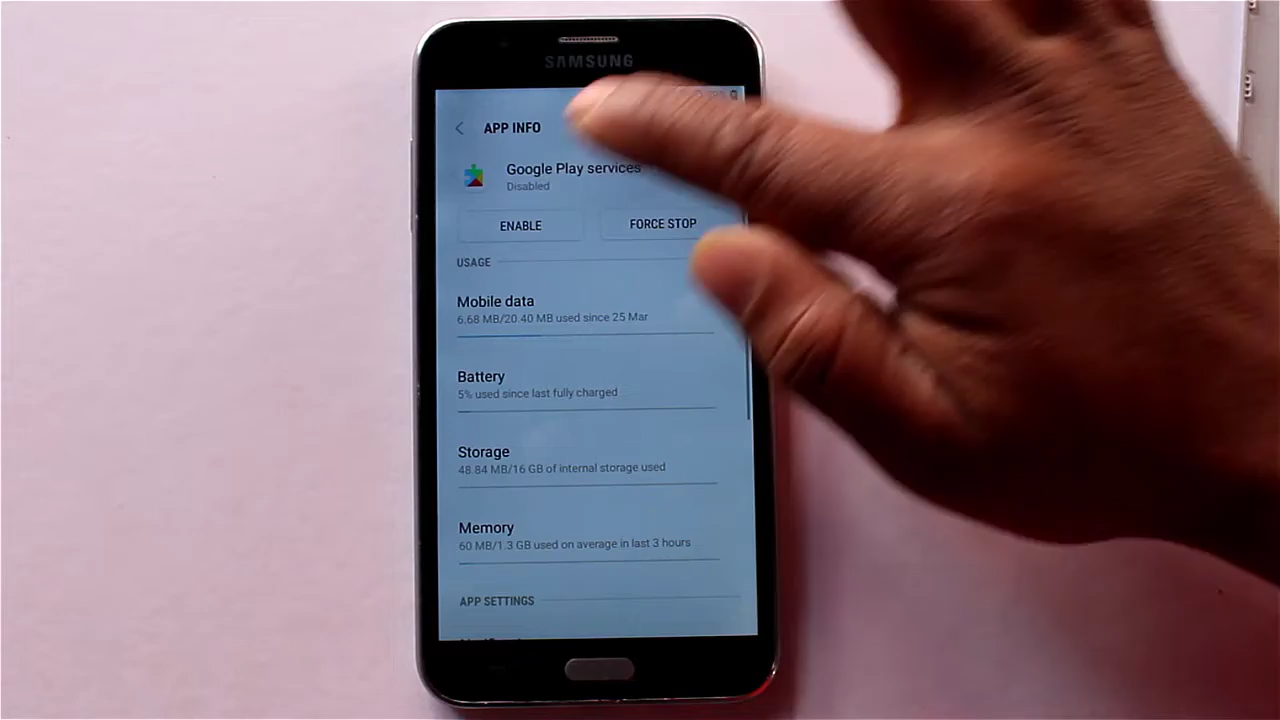 SAMSUNG
APP INFO
Google Play services
Disabled
ENABLE
FORCE STOP
USAGE
Mobile data
6.68 MB/20.40 MB used since 25 Mar
Battery
5% used since last fully charged
Storage
48.84 MB/16 GB of internal storage used
Memory
60 MB/1.3 GB used on average in last 3 hours
APP SETTINGS